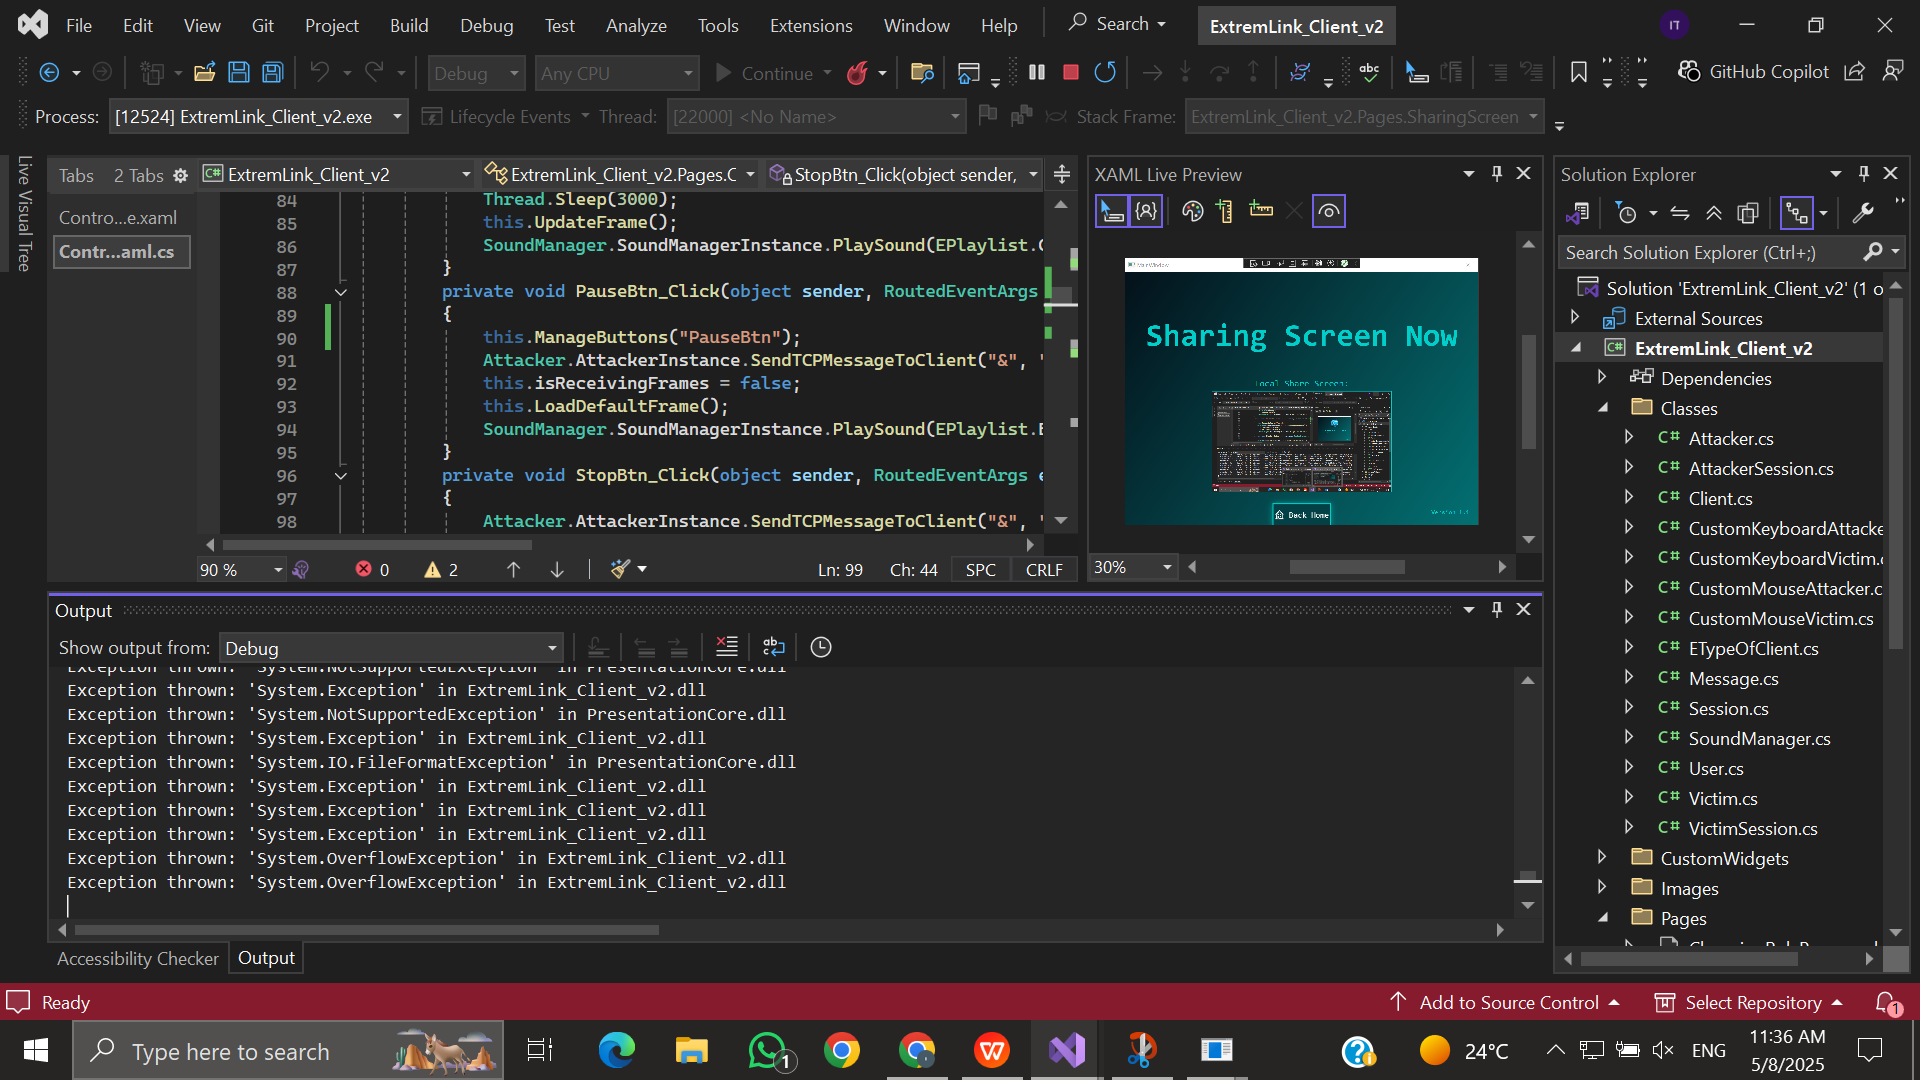 File Edit View Git Project Build Debug Test Analyze Tools Extensions Window Help Search ExtremLink_Client_v2 IT
Debug Any CPU Continue abc GitHub Copilot
Process: [12524] ExtremLink_Client_v2.exe Lifecycle Events Thread: [22000] <No Name> Stack Frame: ExtremLink_Client_v2.Pages.SharingScreen
Live Visual Tree
Tabs 2 Tabs
Contro...e.xaml
Contr...aml.cs
C# ExtremLink_Client_v2 ExtremLink_Client_v2.Pages.C StopBtn_Click(object sender,
84 Thread.Sleep(3000);
85 this.UpdateFrame();
86 SoundManager.SoundManagerInstance.PlaySound(EPlaylist.
87 }
88 private void PauseBtn_Click(object sender, RoutedEventArgs
89 {
90 this.ManageButtons("PauseBtn");
91 Attacker.AttackerInstance.SendTCPMessageToClient("&",
92 this.isReceivingFrames = false;
93 this.LoadDefaultFrame();
94 SoundManager.SoundManagerInstance.PlaySound(EPlaylist.
95 }
96 private void StopBtn_Click(object sender, RoutedEventArgs e
97 {
98 Attacker.AttackerInstance.SendTCPMessageToClient("&",
90 % 0 2 Ln: 99 Ch: 44 SPC CRLF
XAML Live Preview
MainWindow
Sharing Screen Now
Local Share Screen:
Back Home
30%
Output
Show output from: Debug
Exception thrown: 'System.NotSupportedException' in PresentationCore.dll
Exception thrown: 'System.Exception' in ExtremLink_Client_v2.dll
Exception thrown: 'System.NotSupportedException' in PresentationCore.dll
Exception thrown: 'System.Exception' in ExtremLink_Client_v2.dll
Exception thrown: 'System.IO.FileFormatException' in PresentationCore.dll
Exception thrown: 'System.Exception' in ExtremLink_Client_v2.dll
Exception thrown: 'System.Exception' in ExtremLink_Client_v2.dll
Exception thrown: 'System.Exception' in ExtremLink_Client_v2.dll
Exception thrown: 'System.OverflowException' in ExtremLink_Client_v2.dll
Exception thrown: 'System.OverflowException' in ExtremLink_Client_v2.dll
Accessibility Checker Output
Solution Explorer
Search Solution Explorer (Ctrl+;)
Solution 'ExtremLink_Client_v2' (1 o
External Sources
C# ExtremLink_Client_v2
Dependencies
Classes
C# Attacker.cs
C# AttackerSession.cs
C# Client.cs
C# CustomKeyboardAttacke
C# CustomKeyboardVictim.c
C# CustomMouseAttacker.c
C# CustomMouseVictim.cs
C# ETypeOfClient.cs
C# Message.cs
C# Session.cs
C# SoundManager.cs
C# User.cs
C# Victim.cs
C# VictimSession.cs
CustomWidgets
Images
Pages
Ready Add to Source Control Select Repository 1
Type here to search 1 W 24°C ENG 11:36 AM
5/8/2025